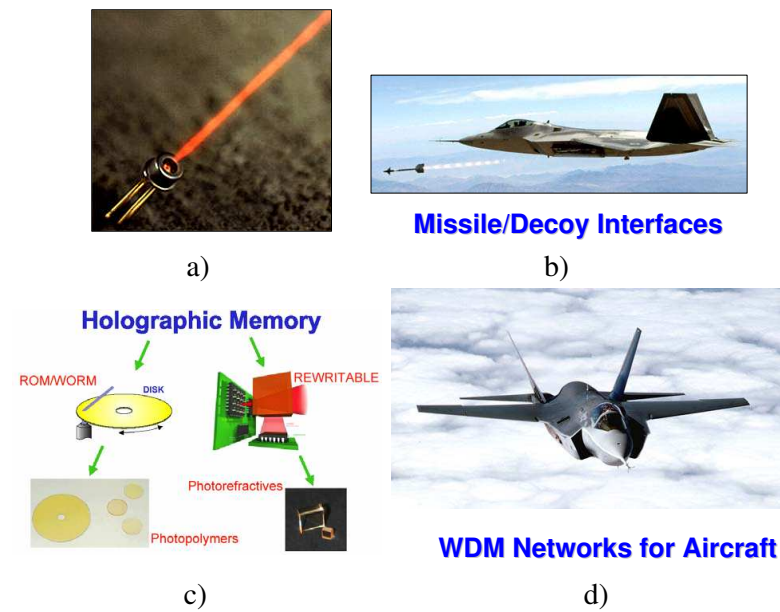 Missile/Decoy Interfaces
a)
b)
Holographic Memory
ROM/WORM
DISK
REWRITABLE
Photorefractives
Photopolymers
WDM Networks for Aircraft
c)
d)